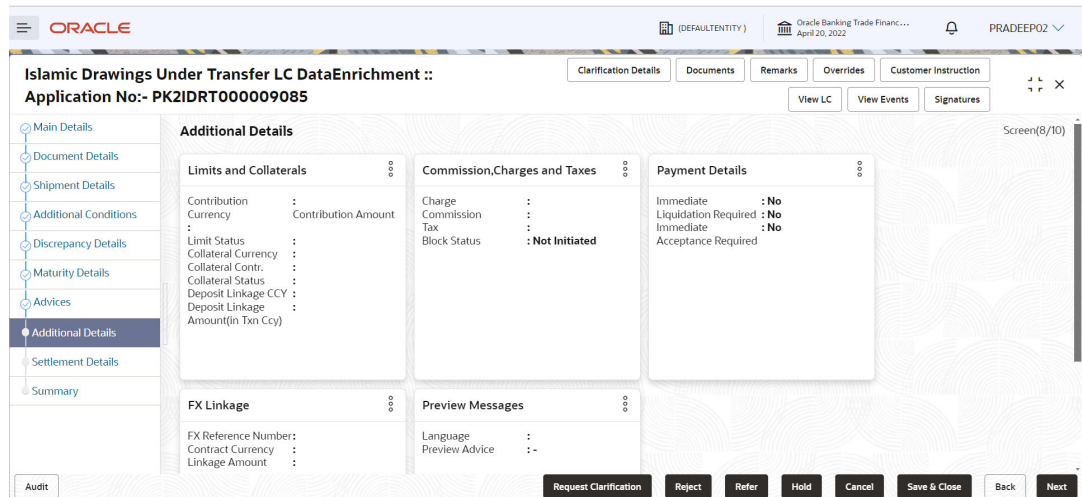 ORACLE
(DEFAULTENTITY)
Oracle Banking Trade Financ...
April 20, 2022
PRADEEP02
Islamic Drawings Under Transfer LC DataEnrichment ::
Application No:- PK2IDRT000009085
Clarification Details
Documents
Remarks
Overrides
Customer Instruction
View LC
View Events
Signatures
Main Details
Document Details
Shipment Details
Additional Conditions
Discrepancy Details
Maturity Details
Advices
Additional Details
Settlement Details
Summary
Additional Details
Screen(8/10)
Limits and Collaterals
Contribution :
Currency Contribution Amount
:
Limit Status :
Collateral Currency :
Collateral Contr. :
Collateral Status :
Deposit Linkage CCY :
Deposit Linkage :
Amount(in Txn Ccy)
Commission,Charges and Taxes
Charge :
Commission :
Tax :
Block Status : Not Initiated
Payment Details
Immediate : No
Liquidation Required : No
Immediate : No
Acceptance Required
FX Linkage
FX Reference Number:
Contract Currency :
Linkage Amount :
Preview Messages
Language :
Preview Advice : -
Audit
Request Clarification
Reject
Refer
Hold
Cancel
Save & Close
Back
Next